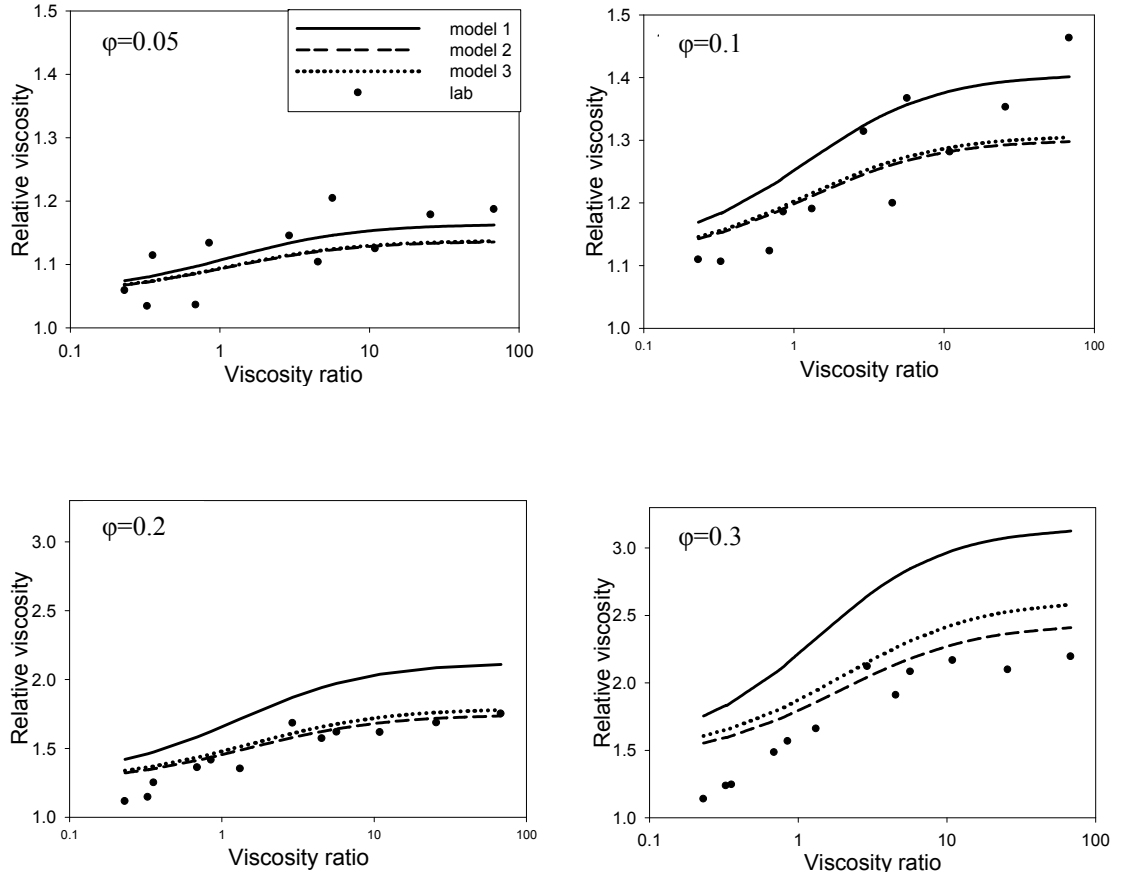 φ=0.05
model 1
model 2
model 3
lab
Relative viscosity
1.5
1.4
1.3
1.2
1.1
1.0
0.1
1
10
100
Viscosity ratio
φ=0.1
Relative viscosity
1.5
1.4
1.3
1.2
1.1
1.0
0.1
1
10
100
Viscosity ratio
φ=0.2
Relative viscosity
3.0
2.5
2.0
1.5
1.0
0.1
1
10
100
Viscosity ratio
φ=0.3
Relative viscosity
3.0
2.5
2.0
1.5
1.0
0.1
1
10
100
Viscosity ratio